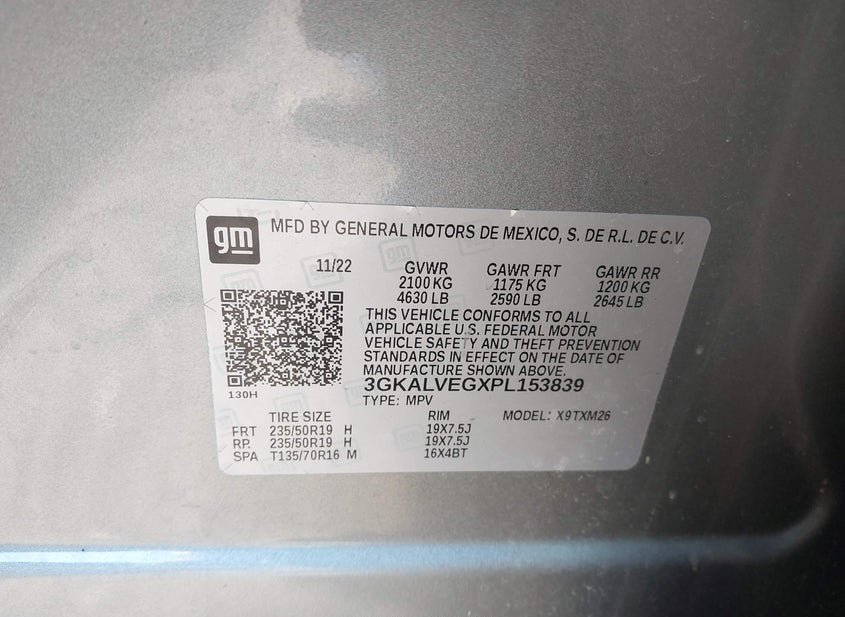 gm
MFD BY GENERAL MOTORS DE MEXICO, S. DE R.L. DE C.V.
11/22 GVWR GAWR FRT GAWR RR
2100 KG 1175 KG 1200 KG
4630 LB 2590 LB 2645 LB
THIS VEHICLE CONFORMS TO ALL
APPLICABLE U.S. FEDERAL MOTOR
VEHICLE SAFETY AND THEFT PREVENTION
STANDARDS IN EFFECT ON THE DATE OF
MANUFACTURE SHOWN ABOVE.
3GKALVEGXPL153839
130H
TYPE: MPV
TIRE SIZE RIM MODEL: X9TXM26
FRT 235/50R19 H 19X7.5J
RR 235/50R19 H 19X7.5J
SPA T135/70R16 M 16X4BT